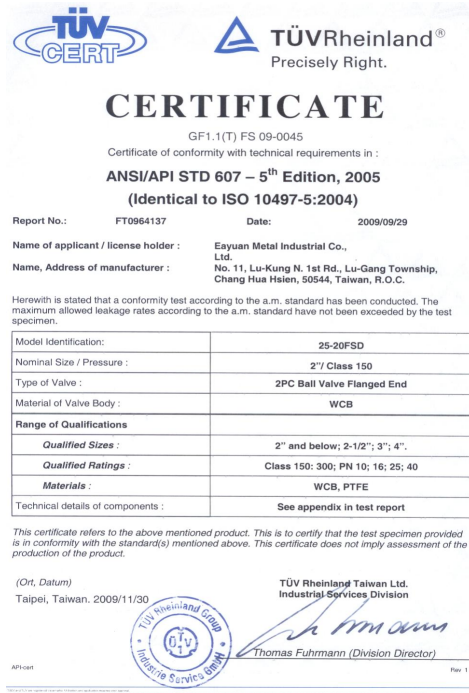 TÜV
CERT
TÜVRheinland®
Precisely Right.
CERTIFICATE
GF1.1(T) FS 09-0045
Certificate of conformity with technical requirements in :
ANSI/API STD 607 – 5th Edition, 2005
(Identical to ISO 10497-5:2004)
Report No.: FT0964137 Date: 2009/09/29
Name of applicant / license holder : Eayuan Metal Industrial Co.,
Ltd.
Name, Address of manufacturer : No. 11, Lu-Kung N. 1st Rd., Lu-Gang Township,
Chang Hua Hsien, 50544, Taiwan, R.O.C.
Herewith is stated that a conformity test according to the a.m. standard has been conducted. The
maximum allowed leakage rates according to the a.m. standard have not been exceeded by the test
specimen.
Model Identification: 25-20FSD
Nominal Size / Pressure : 2"/ Class 150
Type of Valve : 2PC Ball Valve Flanged End
Material of Valve Body : WCB
Range of Qualifications
Qualified Sizes : 2" and below; 2-1/2"; 3"; 4".
Qualified Ratings : Class 150: 300; PN 10; 16; 25; 40
Materials : WCB, PTFE
Technical details of components : See appendix in test report
This certificate refers to the above mentioned product. This is to certify that the test specimen provided
is in conformity with the standard(s) mentioned above. This certificate does not imply assessment of the
production of the product.
(Ort, Datum) TÜV Rheinland Taiwan Ltd.
Industrial Services Division
Taipei, Taiwan. 2009/11/30
TÜV Rheinland Group
TÜV
Industrie Service GmbH
Thomas Fuhrmann (Division Director)
API-cert Rev 1